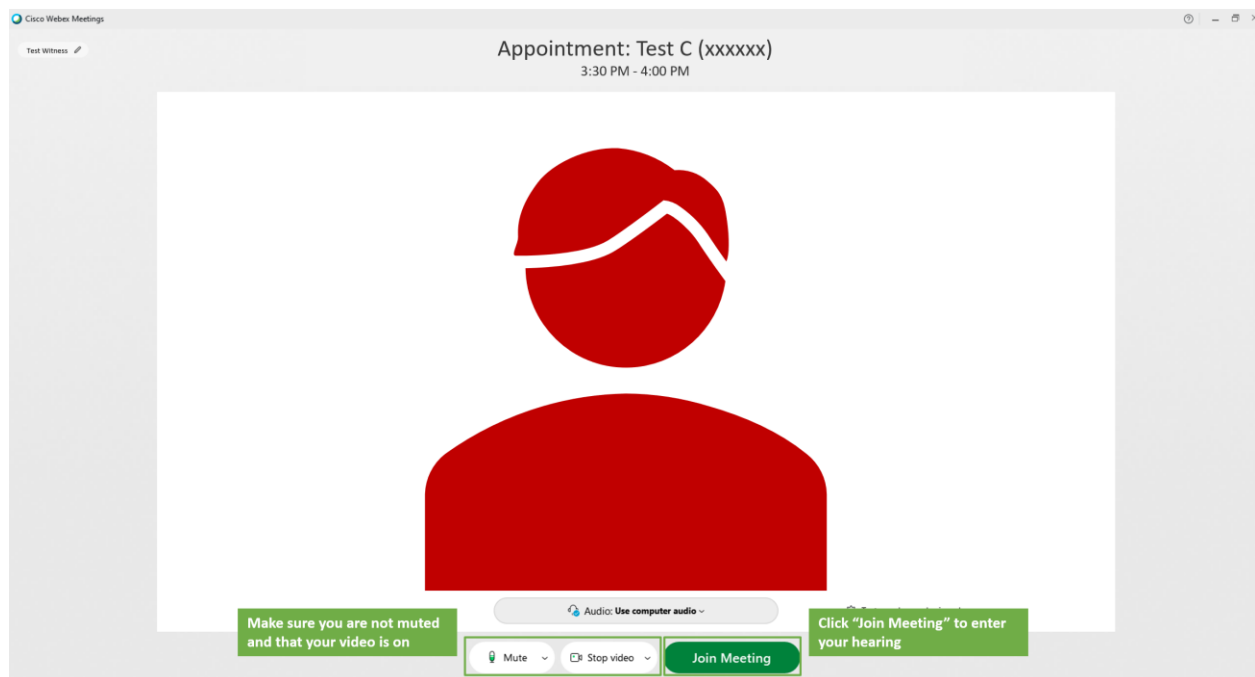 Cisco Webex Meetings
Test Witness
Appointment: Test C (xxxxxx)
3:30 PM - 4:00 PM
Audio: Use computer audio
Make sure you are not muted
and that your video is on
Click “Join Meeting” to enter
your hearing
Mute
Stop video
Join Meeting